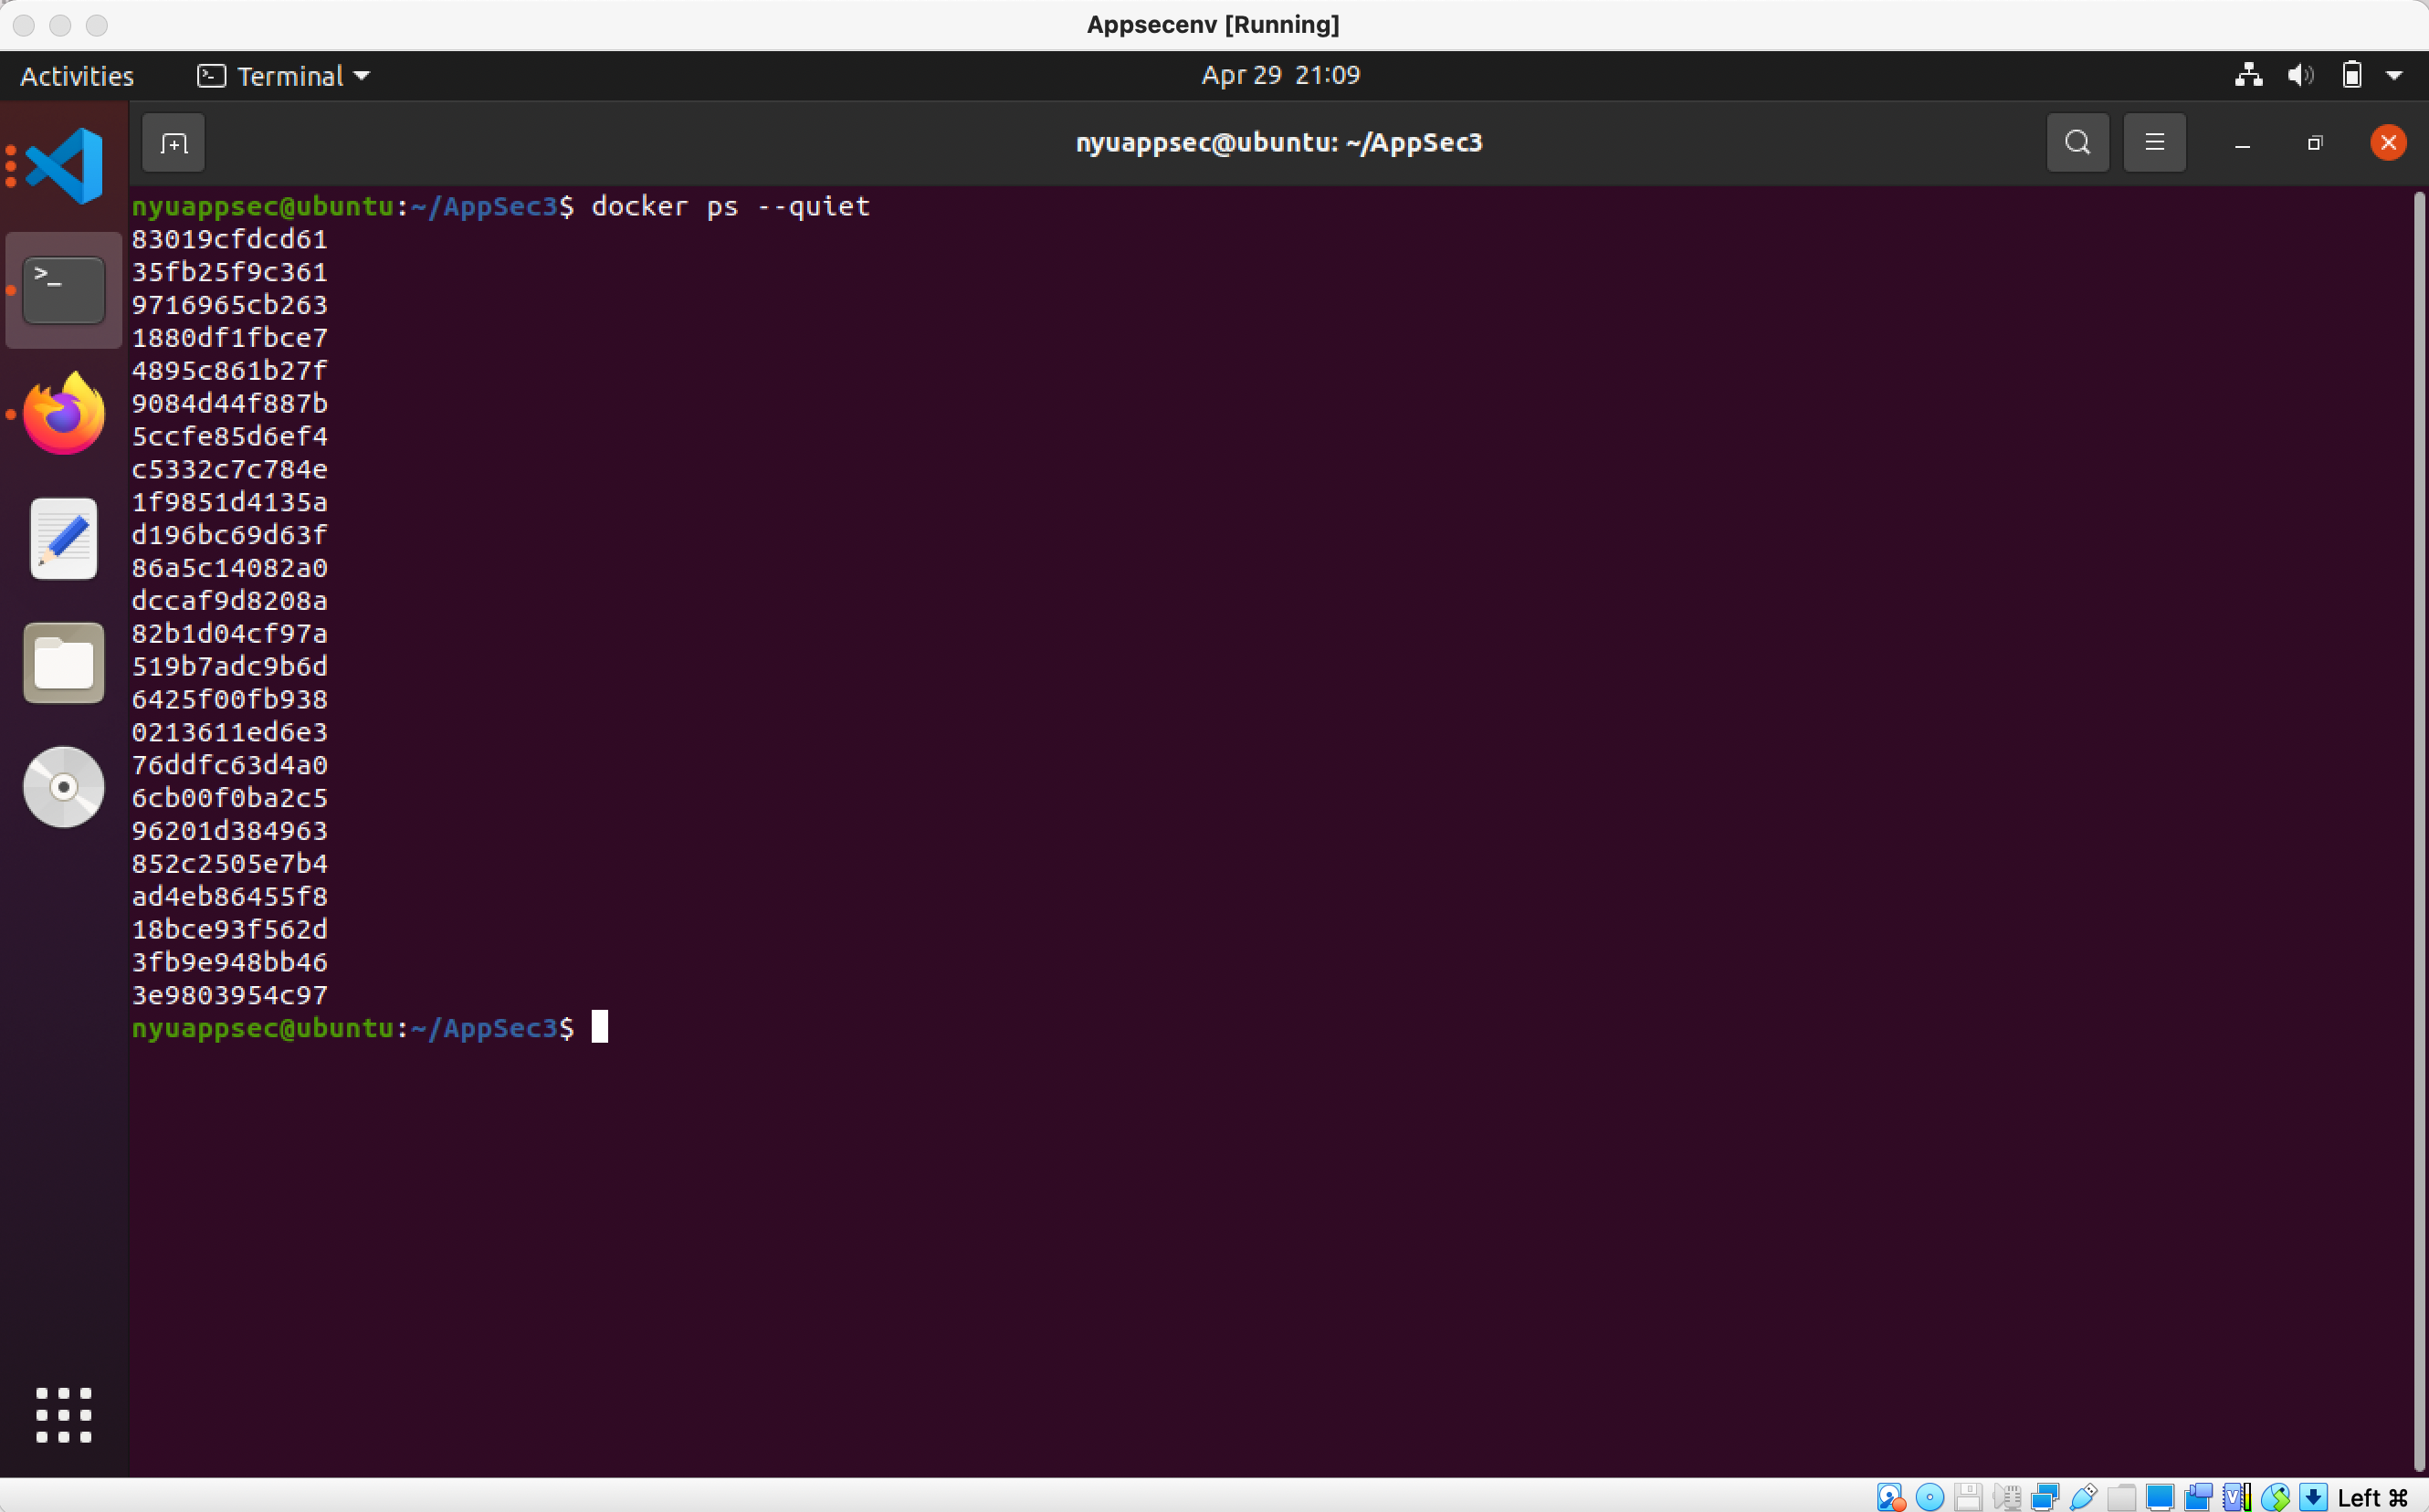 Appsecenv [Running]
Activities
Terminal
Apr 29 21:09
nyuappsec@ubuntu: ~/AppSec3
nyuappsec@ubuntu:~/AppSec3$ docker ps --quiet
83019cfdcd61
35fb25f9c361
9716965cb263
1880df1fbce7
4895c861b27f
9084d44f887b
5ccfe85d6ef4
c5332c7c784e
1f9851d4135a
d196bc69d63f
86a5c14082a0
dccaf9d8208a
82b1d04cf97a
519b7adc9b6d
6425f00fb938
0213611ed6e3
76ddfc63d4a0
6cb00f0ba2c5
96201d384963
852c2505e7b4
ad4eb86455f8
18bce93f562d
3fb9e948bb46
3e9803954c97
nyuappsec@ubuntu:~/AppSec3$
Left ⌘